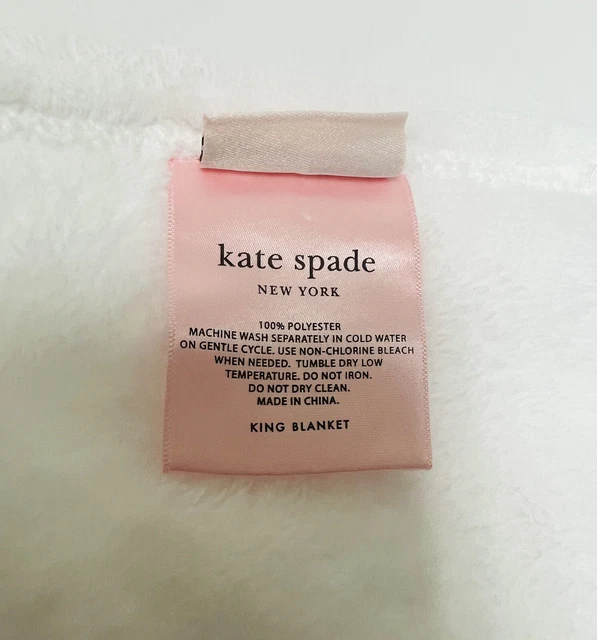 kate spade
NEW YORK
100% POLYESTER
MACHINE WASH SEPARATELY IN COLD WATER
ON GENTLE CYCLE. USE NON-CHLORINE BLEACH
WHEN NEEDED. TUMBLE DRY LOW
TEMPERATURE. DO NOT IRON.
DO NOT DRY CLEAN.
MADE IN CHINA.
KING BLANKET